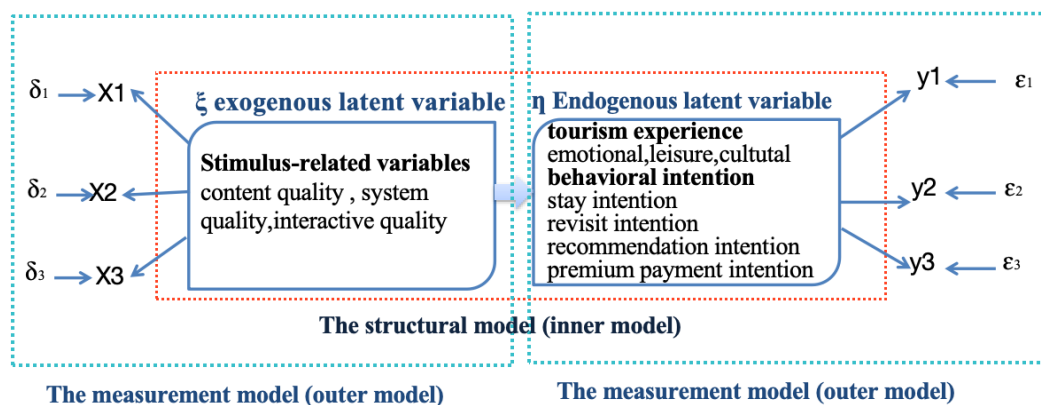 δ1
X1
δ2
X2
δ3
X3
ξ exogenous latent variable
Stimulus-related variables
content quality , system
quality,interactive quality
η Endogenous latent variable
tourism experience
emotional,leisure,cultutal
behavioral intention
stay intention
revisit intention
recommendation intention
premium payment intention
y1
ε1
y2
ε2
y3
ε3
The structural model (inner model)
The measurement model (outer model)
The measurement model (outer model)